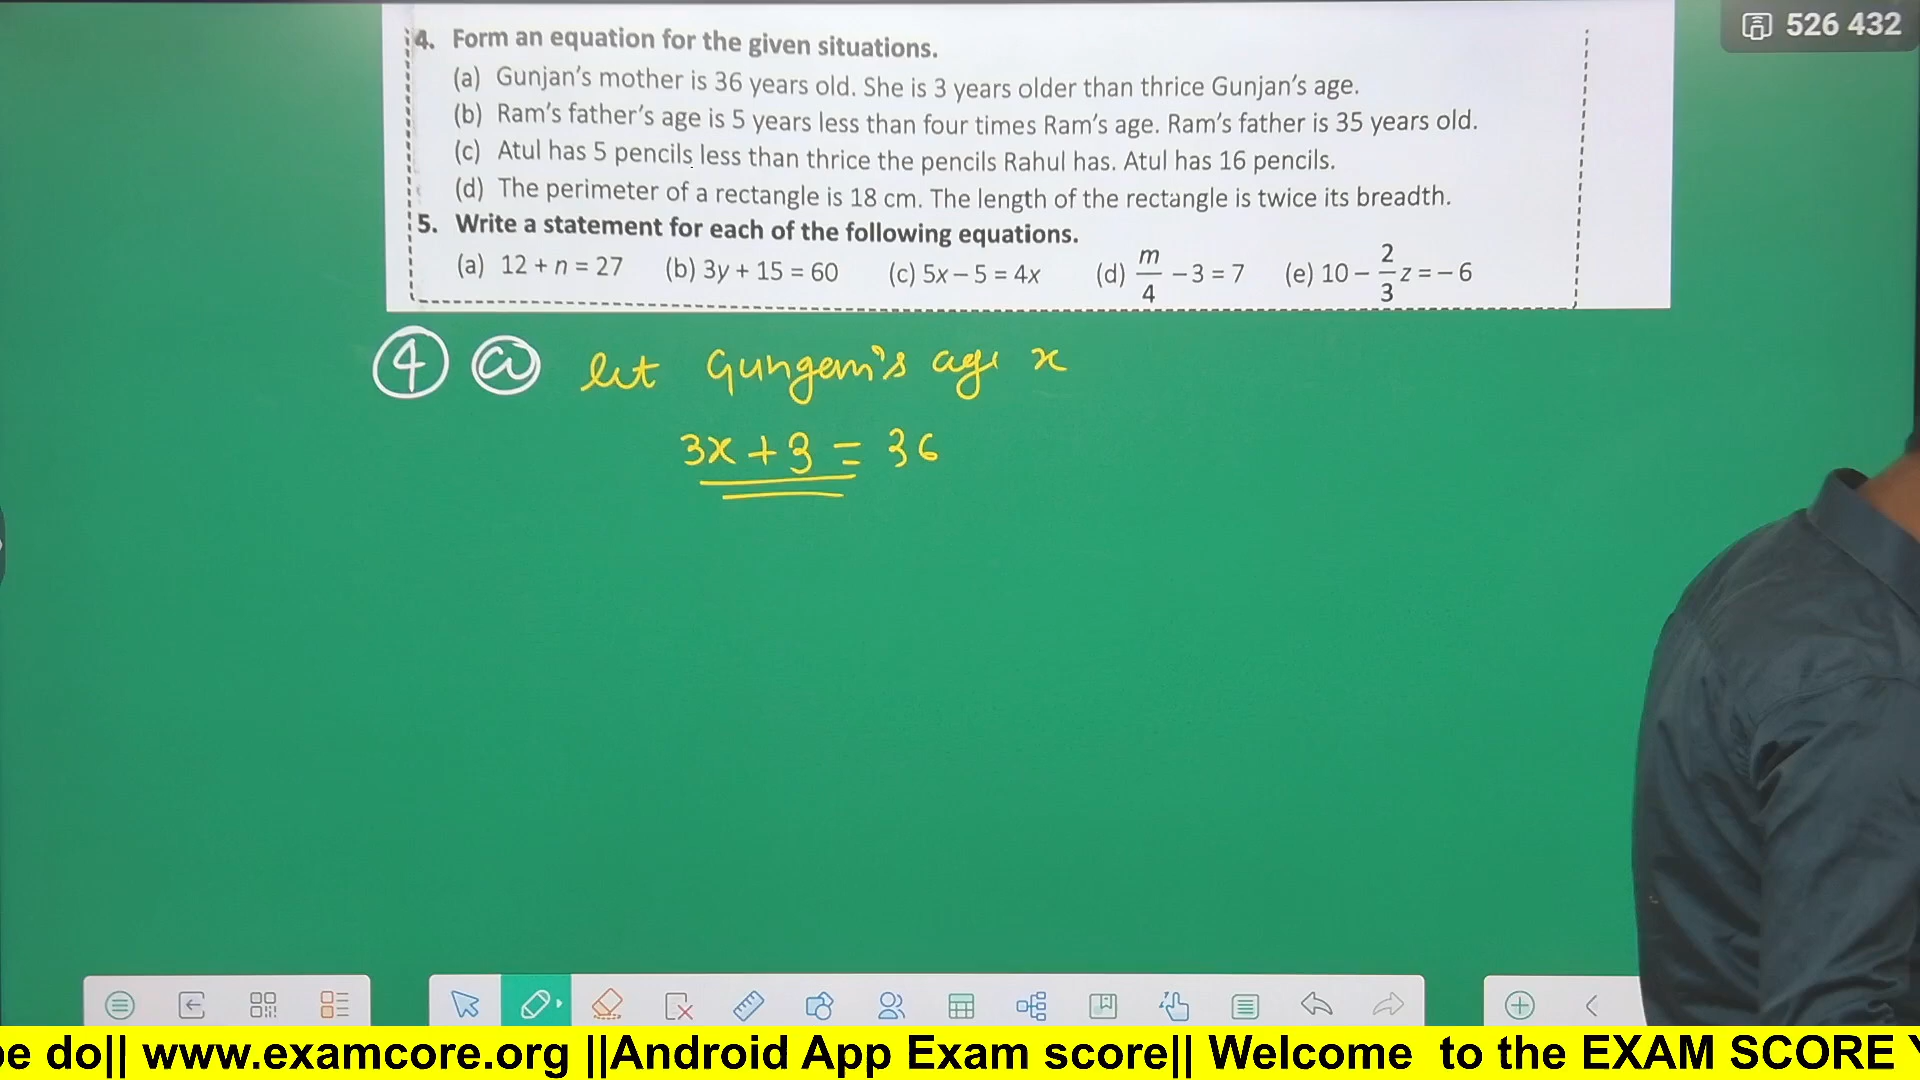 526 432
4. Form an equation for the given situations.
(a) Gunjan’s mother is 36 years old. She is 3 years older than thrice Gunjan’s age.
(b) Ram’s father’s age is 5 years less than four times Ram’s age. Ram’s father is 35 years old.
(c) Atul has 5 pencils less than thrice the pencils Rahul has. Atul has 16 pencils.
(d) The perimeter of a rectangle is 18 cm. The length of the rectangle is twice its breadth.
5. Write a statement for each of the following equations.
(a) 12 + n = 27 (b) 3y + 15 = 60 (c) 5x – 5 = 4x (d) m/4 – 3 = 7 (e) 10 – 2/3 z = – 6
4 a let Gungem's age x
3x + 3 = 36
be do|| www.examcore.org ||Android App Exam score|| Welcome to the EXAM SCORE Y